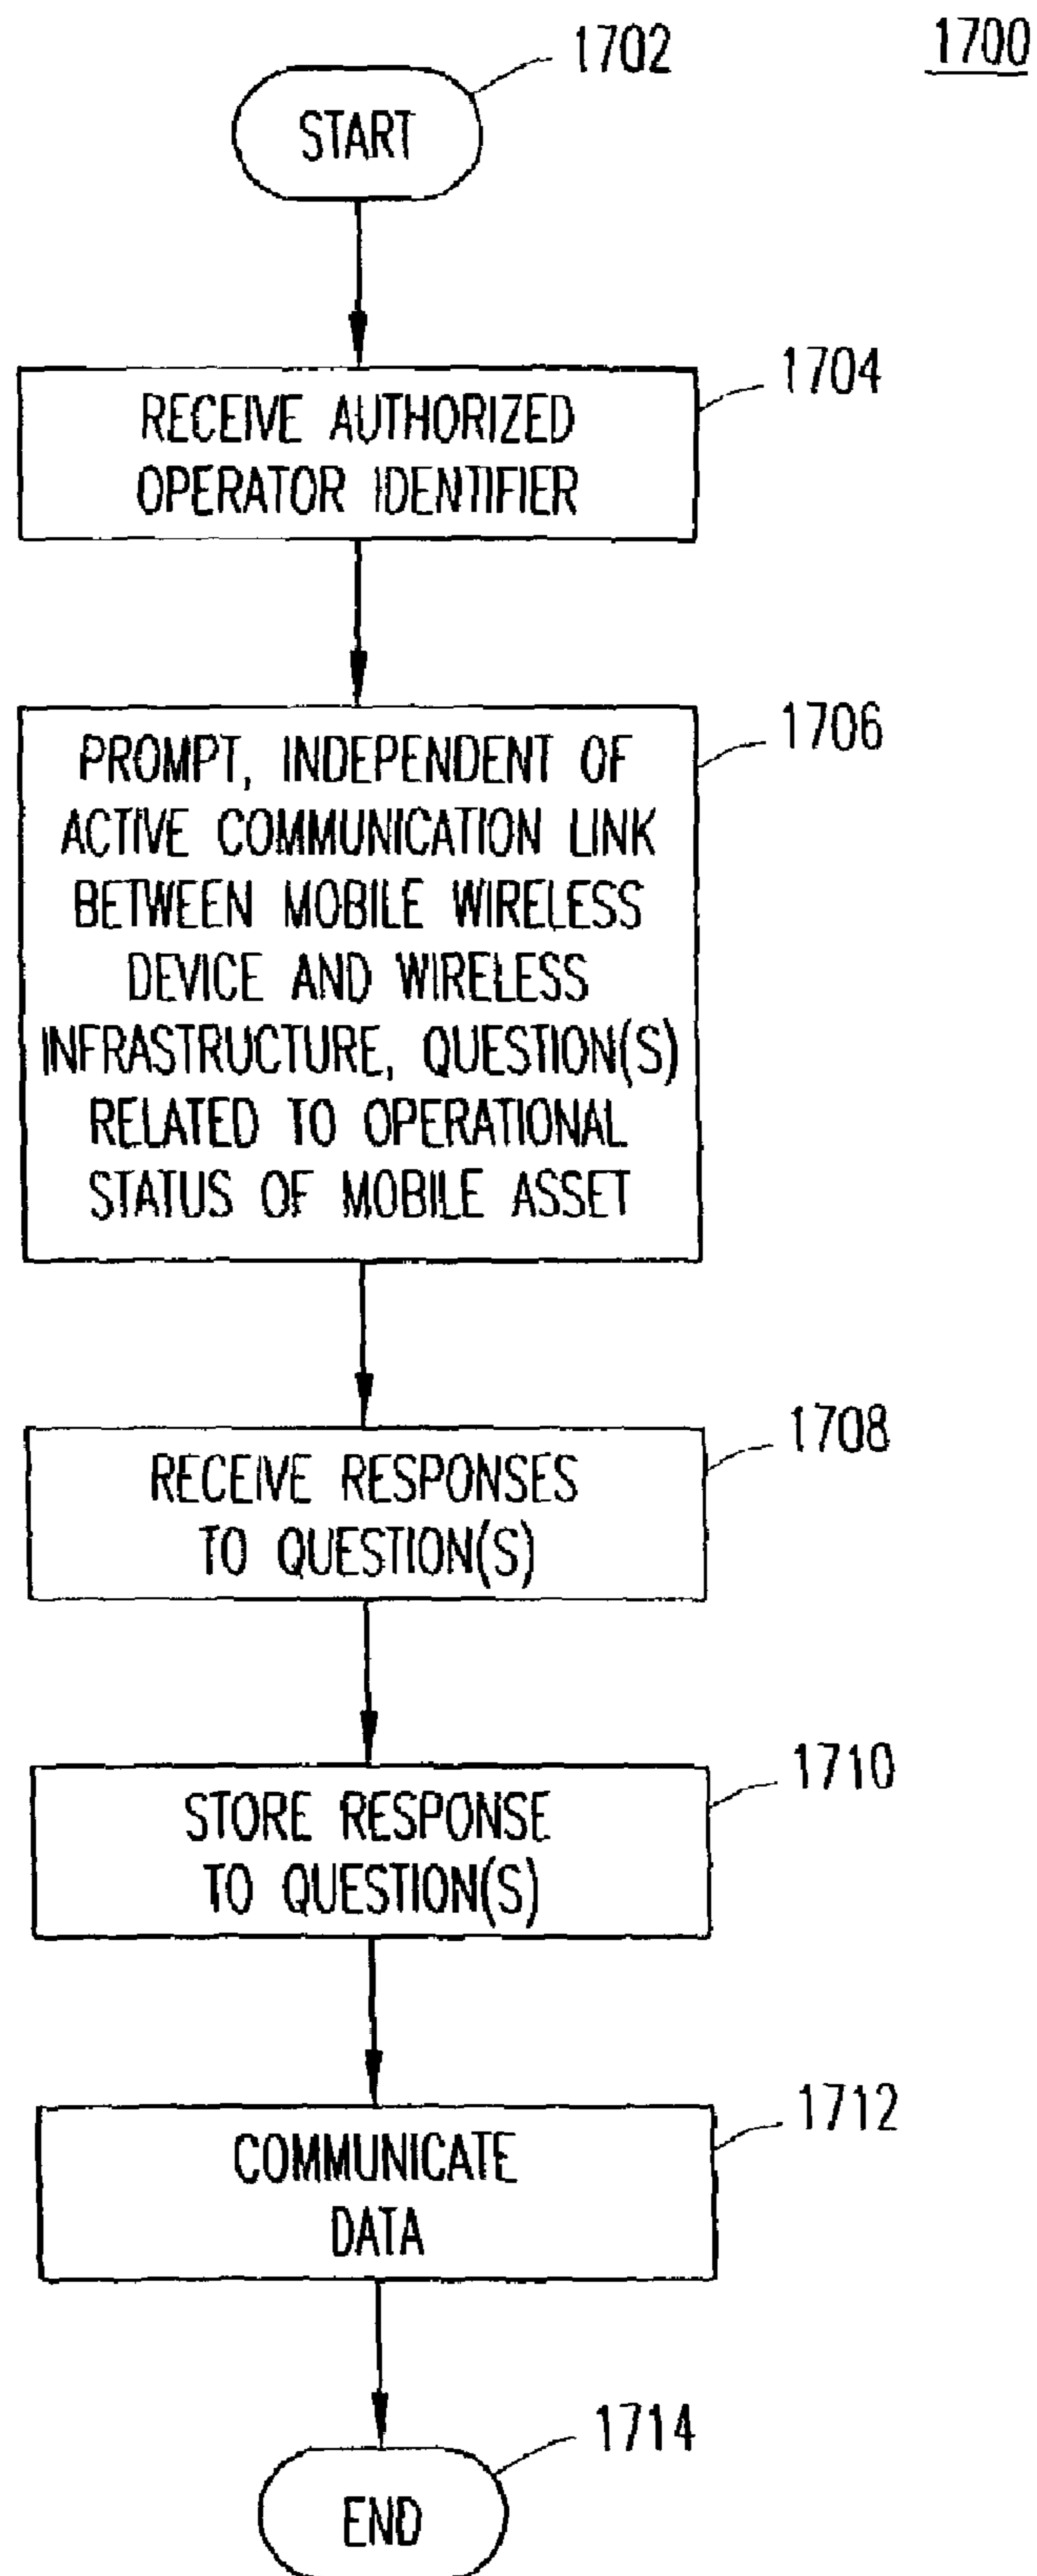 1700
1702
START
1704
RECEIVE AUTHORIZED
OPERATOR IDENTIFIER
1706
PROMPT, INDEPENDENT OF
ACTIVE COMMUNICATION LINK
BETWEEN MOBILE WIRELESS
DEVICE AND WIRELESS
INFRASTRUCTURE, QUESTION(S)
RELATED TO OPERATIONAL
STATUS OF MOBILE ASSET
1708
RECEIVE RESPONSES
TO QUESTION(S)
1710
STORE RESPONSE
TO QUESTION(S)
1712
COMMUNICATE
DATA
1714
END